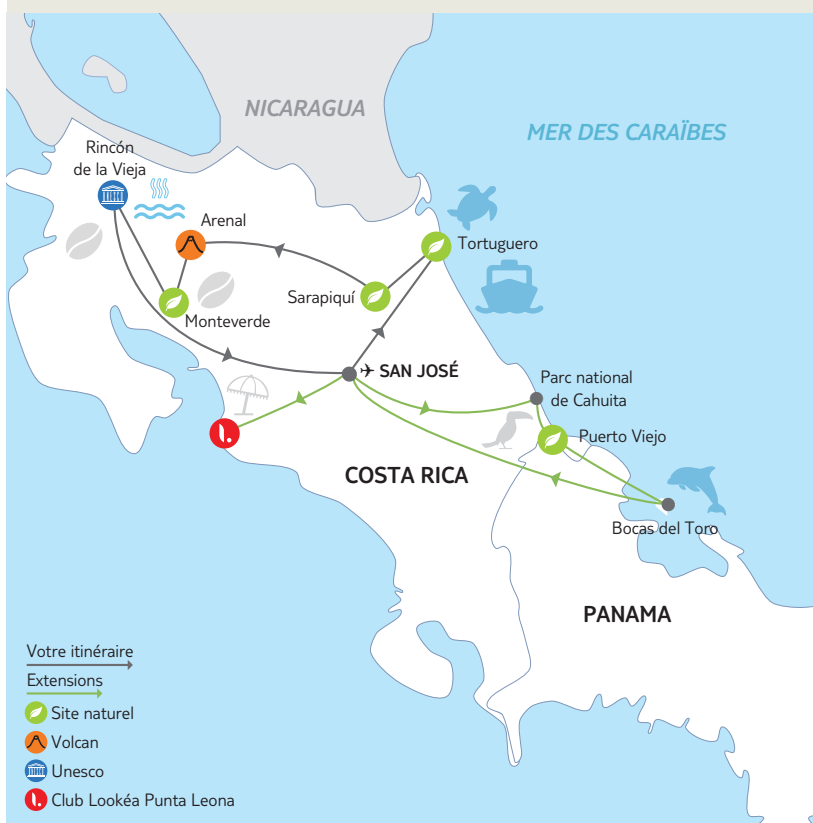 NICARAGUA
MER DES CARAÏBES
Rincón
de la Vieja
Arenal
Tortuguero
Sarapiquí
Monteverde
SAN JOSÉ
Parc national
de Cahuita
Puerto Viejo
COSTA RICA
Bocas del Toro
PANAMA
Votre itinéraire
Extensions
Site naturel
Volcan
Unesco
Club Lookéa Punta Leona